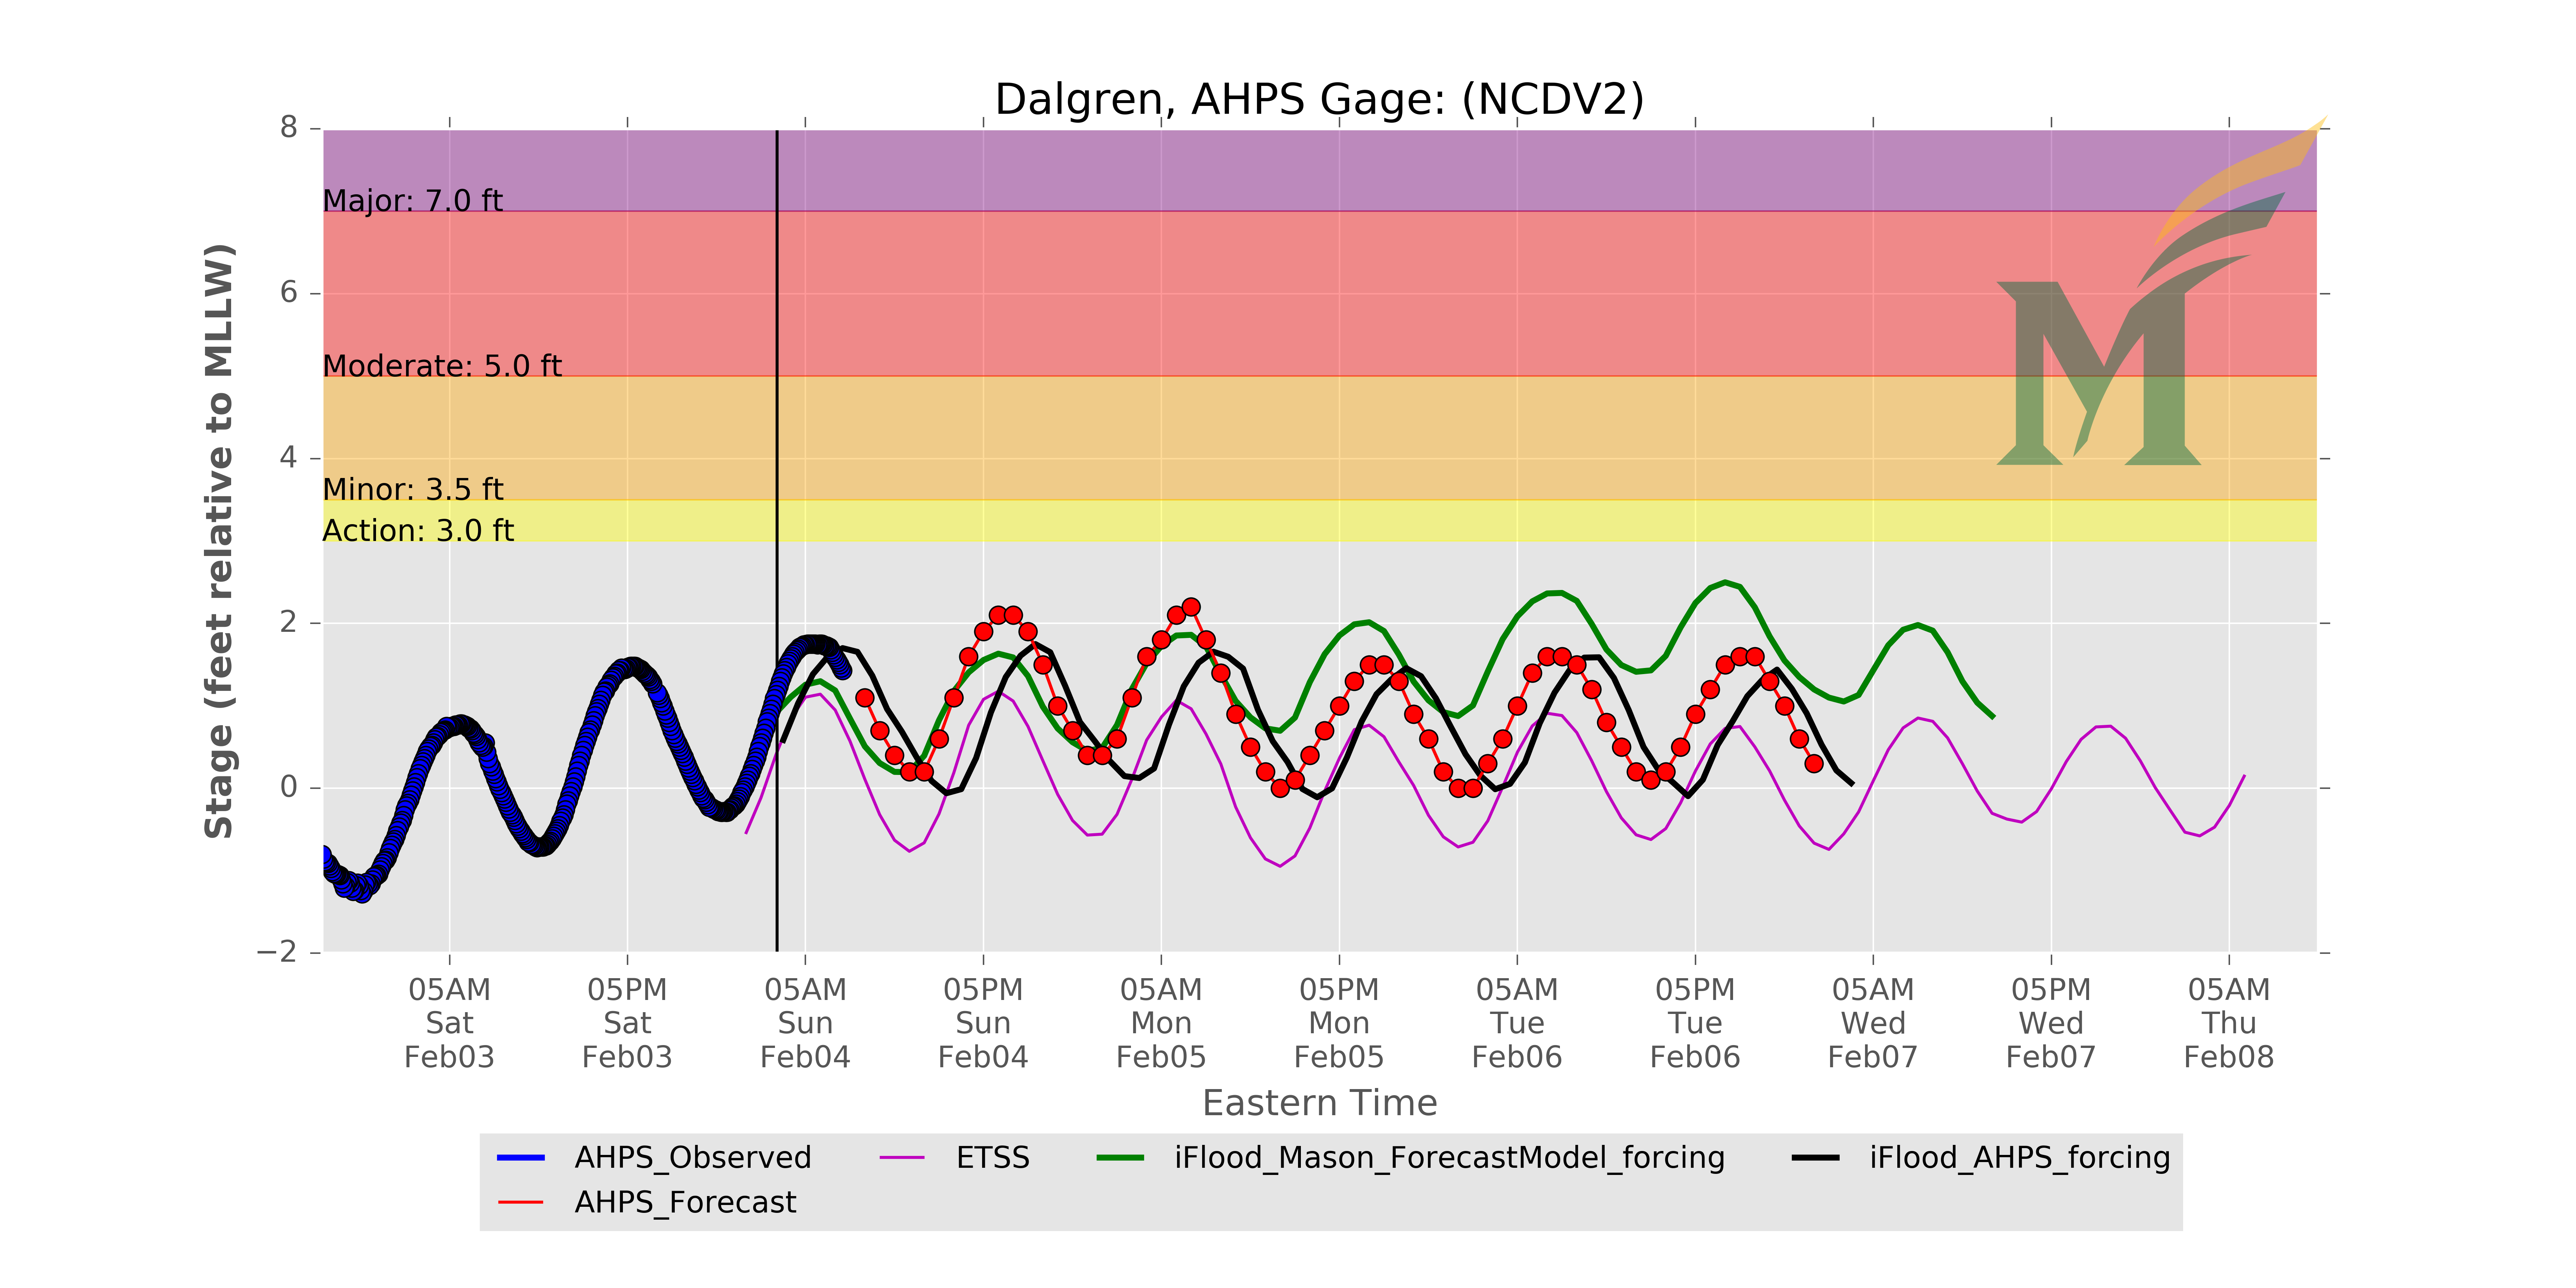 Dalgren, AHPS Gage: (NCDV2)
Stage (feet relative to MLLW)
8
6
4
2
0
−2
Major: 7.0 ft
Moderate: 5.0 ft
Minor: 3.5 ft
Action: 3.0 ft
05AM 05PM 05AM 05PM 05AM 05PM 05AM 05PM 05AM 05PM 05AM
Sat Sat Sun Sun Mon Mon Tue Tue Wed Wed Thu
Feb03 Feb03 Feb04 Feb04 Feb05 Feb05 Feb06 Feb06 Feb07 Feb07 Feb08
Eastern Time
AHPS_Observed ETSS iFlood_Mason_ForecastModel_forcing iFlood_AHPS_forcing
AHPS_Forecast
M